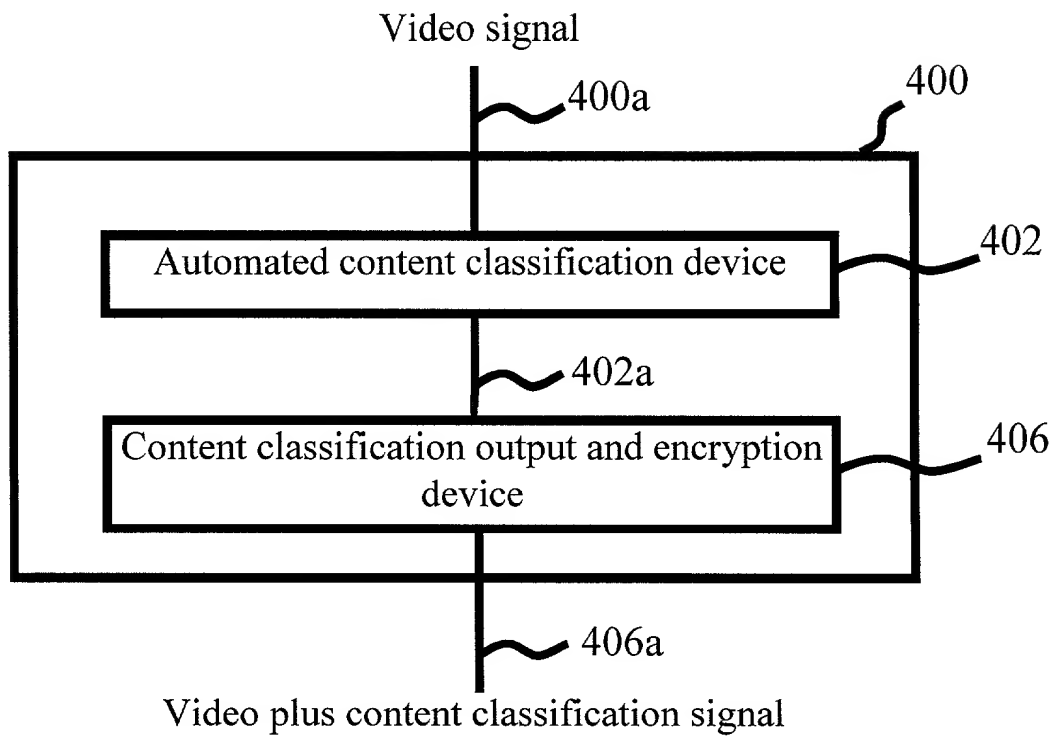 Video signal
400a
400
Automated content classification device
402
402a
Content classification output and encryption
device
406
406a
Video plus content classification signal